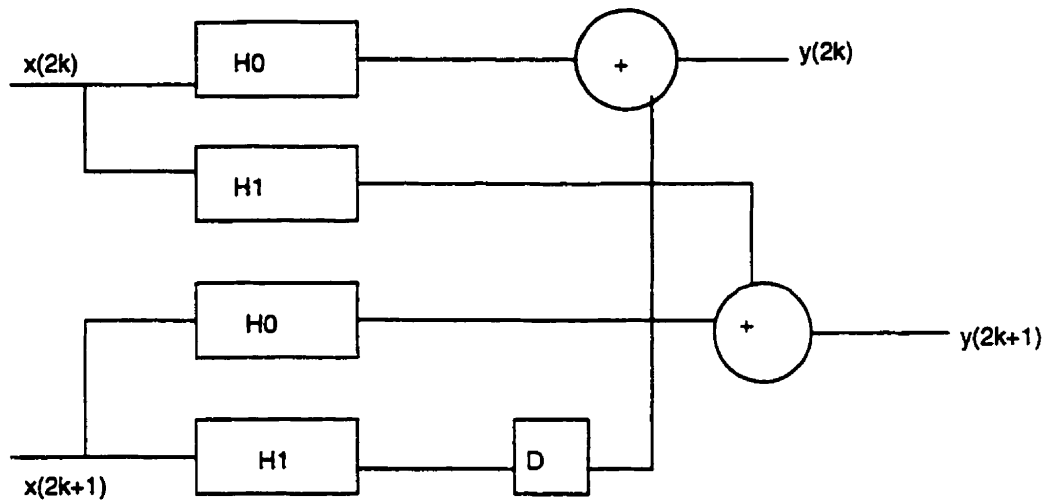 x(2k)
H0
+
y(2k)
H1
H0
+
y(2k+1)
x(2k+1)
H1
D